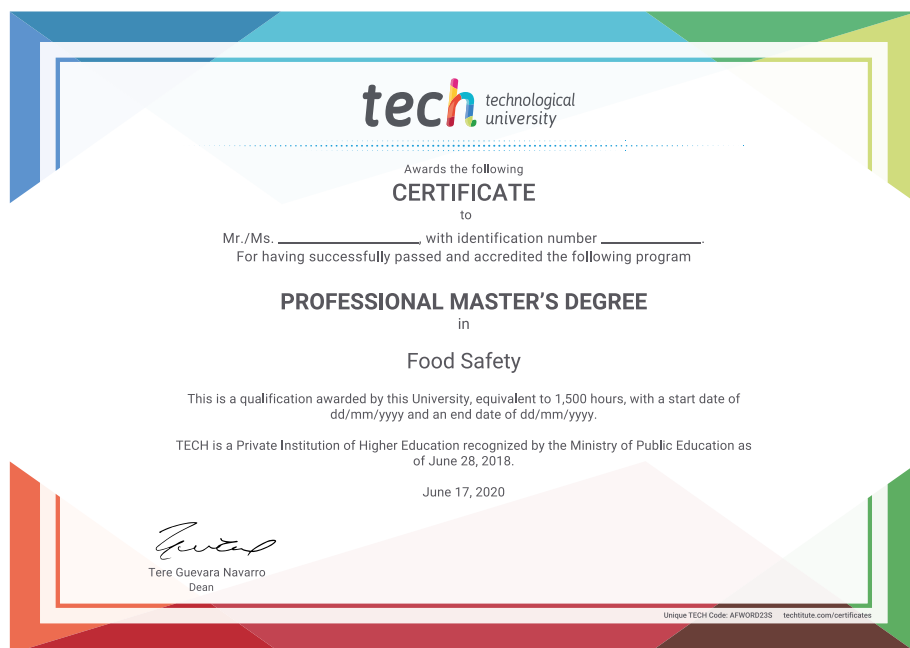 tech technological
university
Awards the following
CERTIFICATE
to
Mr./Ms. ____________________, with identification number ______________.
For having successfully passed and accredited the following program
PROFESSIONAL MASTER'S DEGREE
in
Food Safety
This is a qualification awarded by this University, equivalent to 1,500 hours, with a start date of
dd/mm/yyyy and an end date of dd/mm/yyyy.
TECH is a Private Institution of Higher Education recognized by the Ministry of Public Education as
of June 28, 2018.
June 17, 2020
Tere Guevara Navarro
Dean
Unique TECH Code: AFWORD23S techtitute.com/certificates